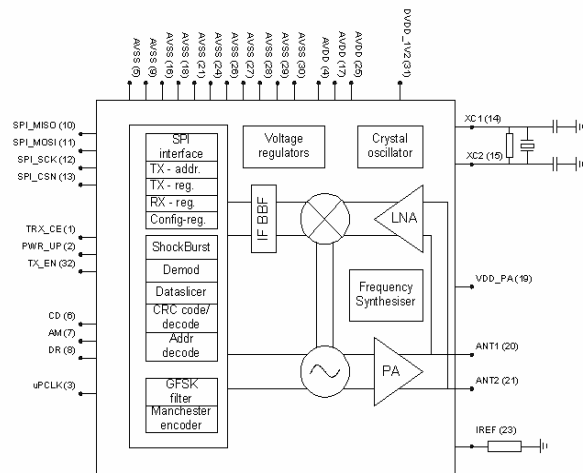 AVSS (5)
AVSS (9)
AVSS (16)
AVSS (18)
AVSS (21)
AVSS (24)
AVSS (26)
AVSS (27)
AVSS (28)
AVSS (29)
AVSS (30)
AVDD (4)
AVDD (17)
AVDD (25)
DVDD_1V2 (31)
SPI_MISO (10)
SPI_MOSI (11)
SPI_SCK (12)
SPI_CSN (13)
TRX_CE (1)
PWR_UP (2)
TX_EN (32)
CD (6)
AM (7)
DR (8)
uPCLK (3)
SPI
interface
TX - addr.
TX - reg.
RX - reg.
Config-reg.
ShockBurst
Demod
Dataslicer
CRC code/
decode
Addr
decode
GFSK
filter
Manchester
encoder
Voltage
regulators
Crystal
oscillator
IF BBF
LNA
Frequency
Synthesiser
PA
XC1 (14)
XC2 (15)
VDD_PA (19)
ANT1 (20)
ANT2 (21)
IREF (23)